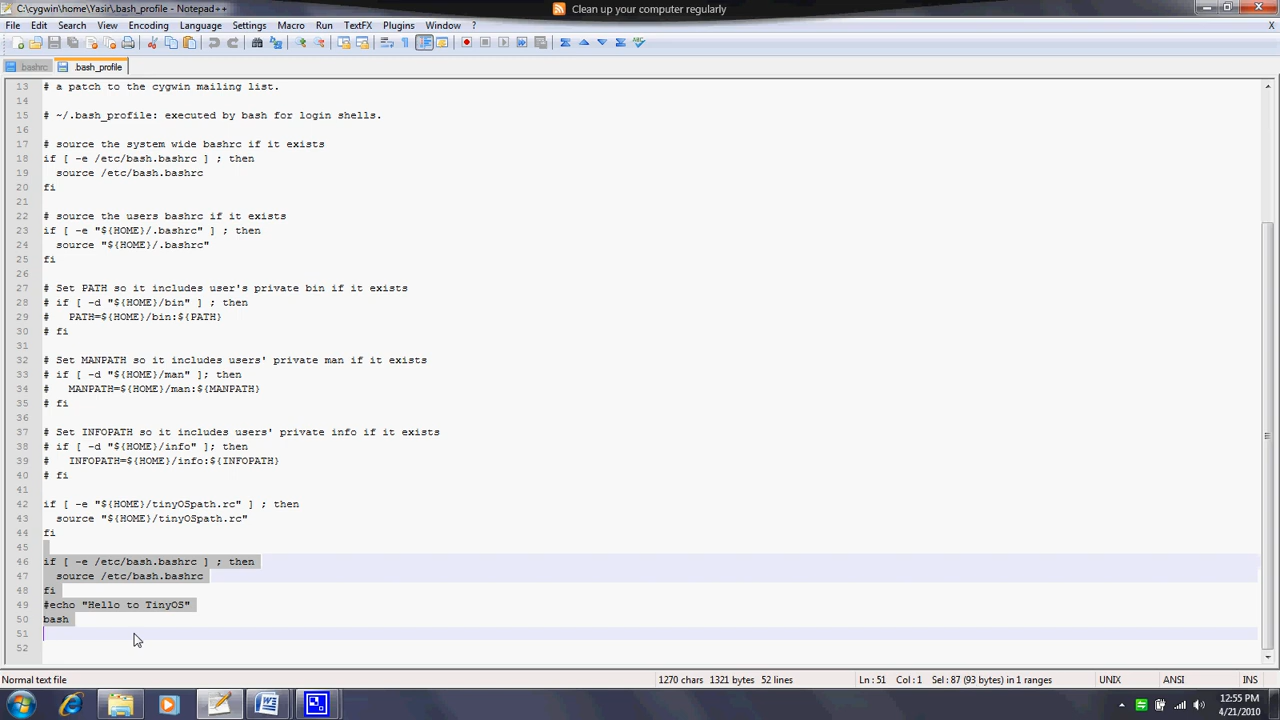 C:\cygwin\home\Yasir\.bash_profile - Notepad++
Clean up your computer regularly
File Edit Search View Encoding Language Settings Macro Run TextFX Plugins Window ?
X
.bashrc .bash_profile
13 # a patch to the cygwin mailing list.
14
15 # ~/.bash_profile: executed by bash for login shells.
16
17 # source the system wide bashrc if it exists
18 if [ -e /etc/bash.bashrc ] ; then
19   source /etc/bash.bashrc
20 fi
21
22 # source the users bashrc if it exists
23 if [ -e "${HOME}/.bashrc" ] ; then
24   source "${HOME}/.bashrc"
25 fi
26
27 # Set PATH so it includes user's private bin if it exists
28 # if [ -d "${HOME}/bin" ] ; then
29 #   PATH=${HOME}/bin:${PATH}
30 # fi
31
32 # Set MANPATH so it includes users' private man if it exists
33 # if [ -d "${HOME}/man" ]; then
34 #   MANPATH=${HOME}/man:${MANPATH}
35 # fi
36
37 # Set INFOPATH so it includes users' private info if it exists
38 # if [ -d "${HOME}/info" ]; then
39 #   INFOPATH=${HOME}/info:${INFOPATH}
40 # fi
41
42 if [ -e "${HOME}/tinyOSpath.rc" ] ; then
43   source "${HOME}/tinyOSpath.rc"
44 fi
45
46 if [ -e /etc/bash.bashrc ] ; then
47   source /etc/bash.bashrc
48 fi
49 #echo "Hello to TinyOS"
50 bash
51
52
Normal text file 1270 chars 1321 bytes 52 lines Ln : 51 Col : 1 Sel : 87 (93 bytes) in 1 ranges UNIX ANSI INS
12:55 PM
4/21/2010